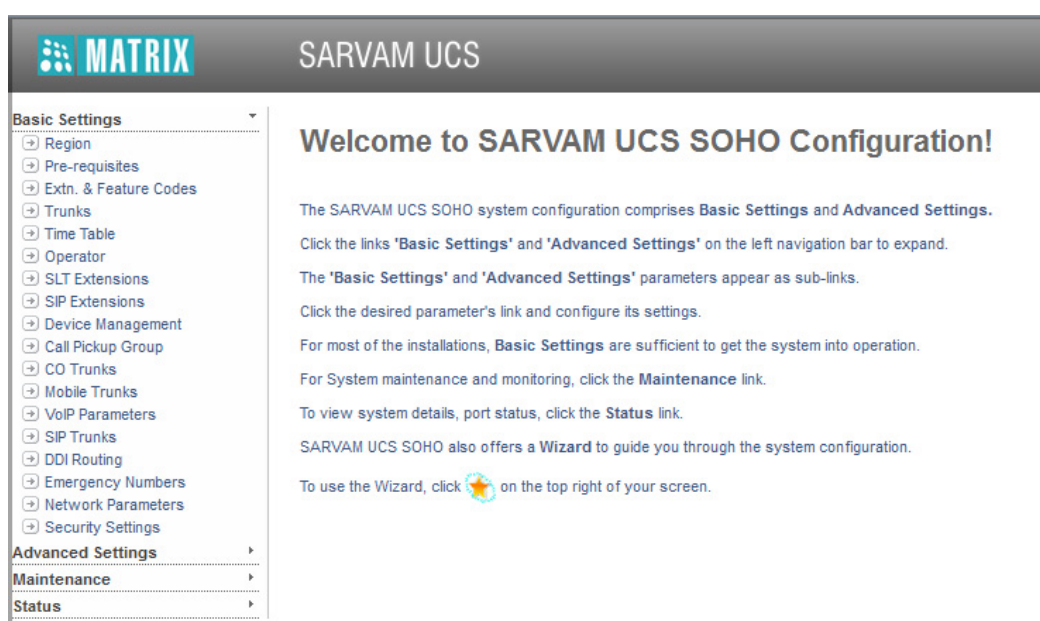 MATRIX
SARVAM UCS
Basic Settings
Region
Pre-requisites
Extn. & Feature Codes
Trunks
Time Table
Operator
SLT Extensions
SIP Extensions
Device Management
Call Pickup Group
CO Trunks
Mobile Trunks
VoIP Parameters
SIP Trunks
DDI Routing
Emergency Numbers
Network Parameters
Security Settings
Advanced Settings
Maintenance
Status
Welcome to SARVAM UCS SOHO Configuration!
The SARVAM UCS SOHO system configuration comprises Basic Settings and Advanced Settings.
Click the links 'Basic Settings' and 'Advanced Settings' on the left navigation bar to expand.
The 'Basic Settings' and 'Advanced Settings' parameters appear as sub-links.
Click the desired parameter's link and configure its settings.
For most of the installations, Basic Settings are sufficient to get the system into operation.
For System maintenance and monitoring, click the Maintenance link.
To view system details, port status, click the Status link.
SARVAM UCS SOHO also offers a Wizard to guide you through the system configuration.
To use the Wizard, click on the top right of your screen.